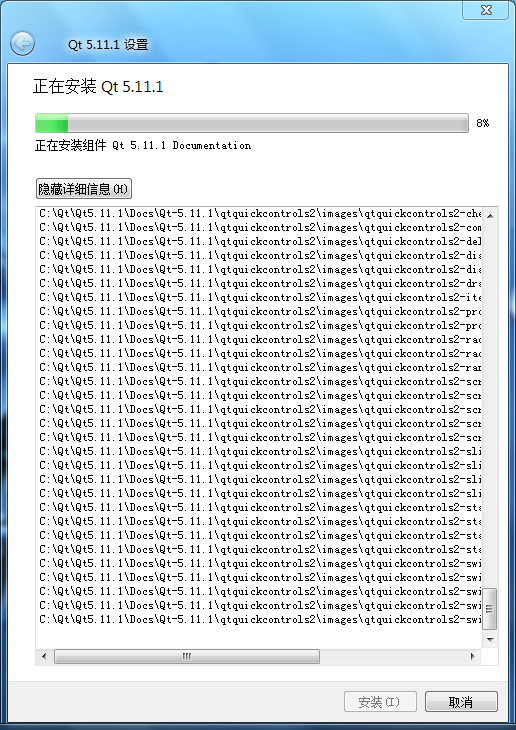 Qt 5.11.1 设置
正在安装 Qt 5.11.1
8%
正在安装组件 Qt 5.11.1 Documentation
隐藏详细信息(H)
C:\Qt\Qt5.11.1\Docs\Qt-5.11.1\qtquickcontrols2\images\qtquickcontrols2-che
C:\Qt\Qt5.11.1\Docs\Qt-5.11.1\qtquickcontrols2\images\qtquickcontrols2-com
C:\Qt\Qt5.11.1\Docs\Qt-5.11.1\qtquickcontrols2\images\qtquickcontrols2-del
C:\Qt\Qt5.11.1\Docs\Qt-5.11.1\qtquickcontrols2\images\qtquickcontrols2-dia
C:\Qt\Qt5.11.1\Docs\Qt-5.11.1\qtquickcontrols2\images\qtquickcontrols2-dia
C:\Qt\Qt5.11.1\Docs\Qt-5.11.1\qtquickcontrols2\images\qtquickcontrols2-dra
C:\Qt\Qt5.11.1\Docs\Qt-5.11.1\qtquickcontrols2\images\qtquickcontrols2-ite
C:\Qt\Qt5.11.1\Docs\Qt-5.11.1\qtquickcontrols2\images\qtquickcontrols2-pro
C:\Qt\Qt5.11.1\Docs\Qt-5.11.1\qtquickcontrols2\images\qtquickcontrols2-pro
C:\Qt\Qt5.11.1\Docs\Qt-5.11.1\qtquickcontrols2\images\qtquickcontrols2-rad
C:\Qt\Qt5.11.1\Docs\Qt-5.11.1\qtquickcontrols2\images\qtquickcontrols2-rad
C:\Qt\Qt5.11.1\Docs\Qt-5.11.1\qtquickcontrols2\images\qtquickcontrols2-ran
C:\Qt\Qt5.11.1\Docs\Qt-5.11.1\qtquickcontrols2\images\qtquickcontrols2-scr
C:\Qt\Qt5.11.1\Docs\Qt-5.11.1\qtquickcontrols2\images\qtquickcontrols2-scr
C:\Qt\Qt5.11.1\Docs\Qt-5.11.1\qtquickcontrols2\images\qtquickcontrols2-scr
C:\Qt\Qt5.11.1\Docs\Qt-5.11.1\qtquickcontrols2\images\qtquickcontrols2-scr
C:\Qt\Qt5.11.1\Docs\Qt-5.11.1\qtquickcontrols2\images\qtquickcontrols2-scr
C:\Qt\Qt5.11.1\Docs\Qt-5.11.1\qtquickcontrols2\images\qtquickcontrols2-sli
C:\Qt\Qt5.11.1\Docs\Qt-5.11.1\qtquickcontrols2\images\qtquickcontrols2-sli
C:\Qt\Qt5.11.1\Docs\Qt-5.11.1\qtquickcontrols2\images\qtquickcontrols2-sli
C:\Qt\Qt5.11.1\Docs\Qt-5.11.1\qtquickcontrols2\images\qtquickcontrols2-sli
C:\Qt\Qt5.11.1\Docs\Qt-5.11.1\qtquickcontrols2\images\qtquickcontrols2-sta
C:\Qt\Qt5.11.1\Docs\Qt-5.11.1\qtquickcontrols2\images\qtquickcontrols2-sta
C:\Qt\Qt5.11.1\Docs\Qt-5.11.1\qtquickcontrols2\images\qtquickcontrols2-sta
C:\Qt\Qt5.11.1\Docs\Qt-5.11.1\qtquickcontrols2\images\qtquickcontrols2-sta
C:\Qt\Qt5.11.1\Docs\Qt-5.11.1\qtquickcontrols2\images\qtquickcontrols2-swi
C:\Qt\Qt5.11.1\Docs\Qt-5.11.1\qtquickcontrols2\images\qtquickcontrols2-swi
C:\Qt\Qt5.11.1\Docs\Qt-5.11.1\qtquickcontrols2\images\qtquickcontrols2-swi
C:\Qt\Qt5.11.1\Docs\Qt-5.11.1\qtquickcontrols2\images\qtquickcontrols2-swi
C:\Qt\Qt5.11.1\Docs\Qt-5.11.1\qtquickcontrols2\images\qtquickcontrols2-swi
安装(I)
取消